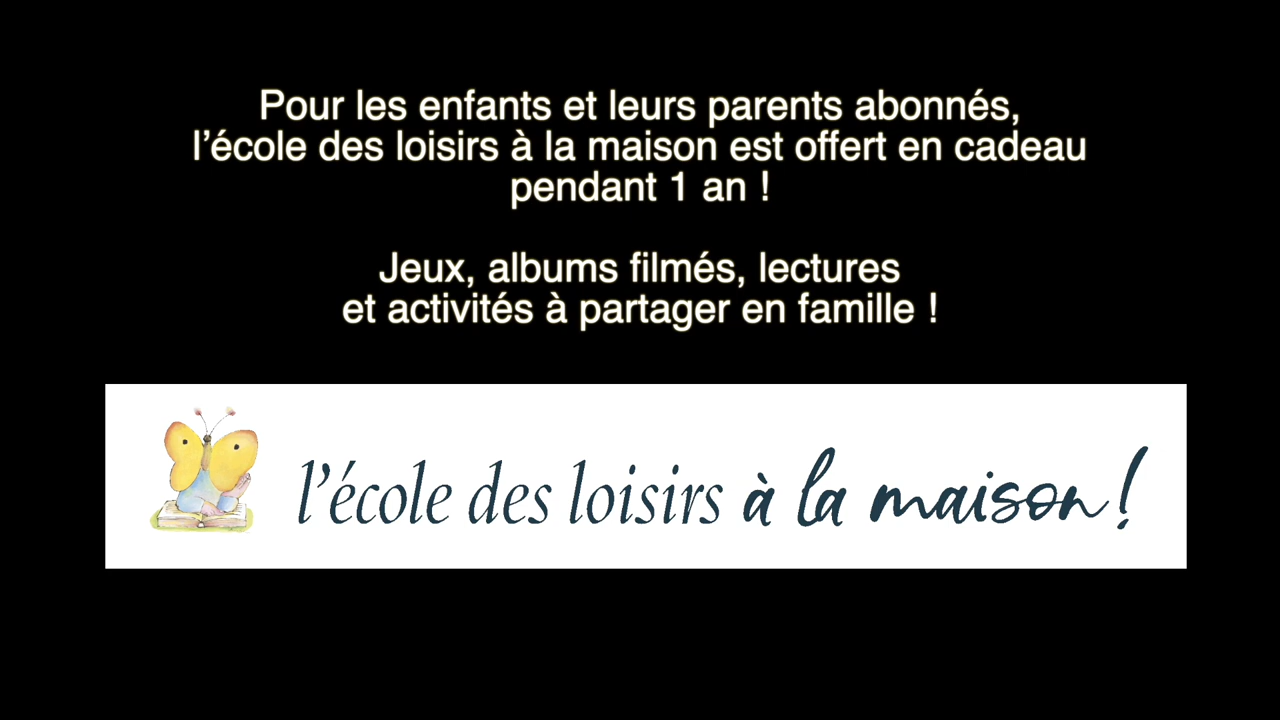 Pour les enfants et leurs parents abonnés,
l’école des loisirs à la maison est offert en cadeau
pendant 1 an !
Jeux, albums filmés, lectures
et activités à partager en famille !
l’école des loisirs à la maison !